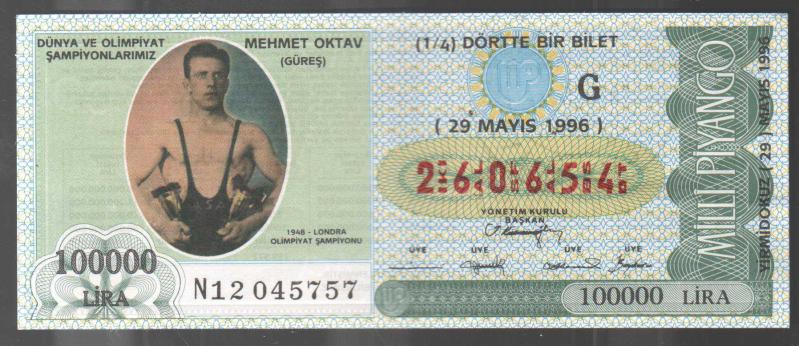 DÜNYA VE OLİMPİYAT
ŞAMPİYONLARIMIZ
MEHMET OKTAV
(GÜREŞ)
1948 - LONDRA
OLİMPİYAT ŞAMPİYONU
100000
LİRA
N12 045757
(1/4) DÖRTTE BİR BİLET
G
( 29 MAYIS 1996 )
2 6 0 6 5 4
YÖNETİM KURULU
BAŞKAN
ÜYE ÜYE ÜYE ÜYE
100000 LİRA
MİLLİ PİYANGO
YİRMİDOKUZ ( 29 ) MAYIS 1996